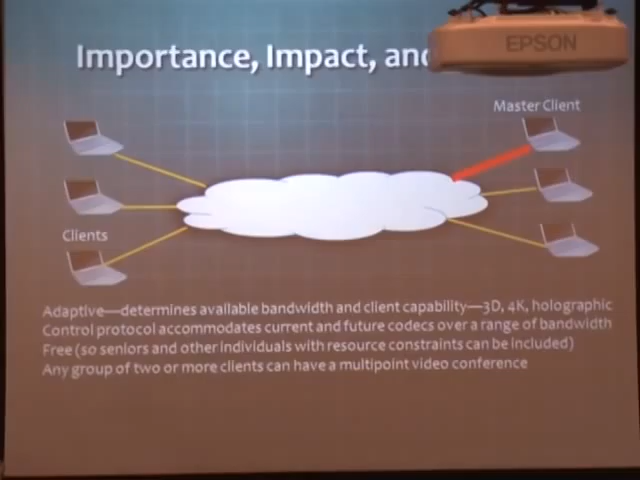 EPSON
Importance, Impact, and
Master Client
Clients
Adaptive—determines available bandwidth and client capability—3D, 4K, holographic
Control protocol accommodates current and future codecs over a range of bandwidth
Free (so seniors and other individuals with resource constraints can be included)
Any group of two or more clients can have a multipoint video conference